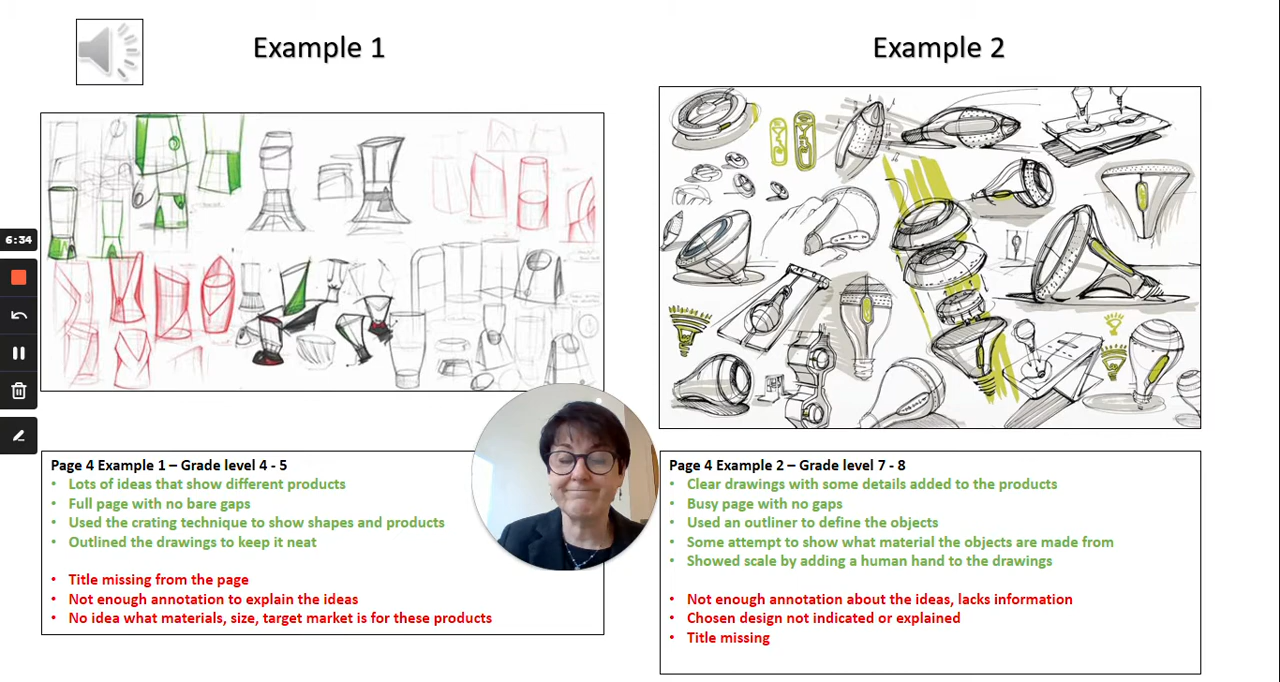 Example 1
Example 2
6:34
Page 4 Example 1 – Grade level 4 - 5
• Lots of ideas that show different products
• Full page with no bare gaps
• Used the crating technique to show shapes and products
• Outlined the drawings to keep it neat
• Title missing from the page
• Not enough annotation to explain the ideas
• No idea what materials, size, target market is for these products
Page 4 Example 2 – Grade level 7 - 8
• Clear drawings with some details added to the products
• Busy page with no gaps
• Used an outliner to define the objects
• Some attempt to show what material the objects are made from
• Showed scale by adding a human hand to the drawings
• Not enough annotation about the ideas, lacks information
• Chosen design not indicated or explained
• Title missing